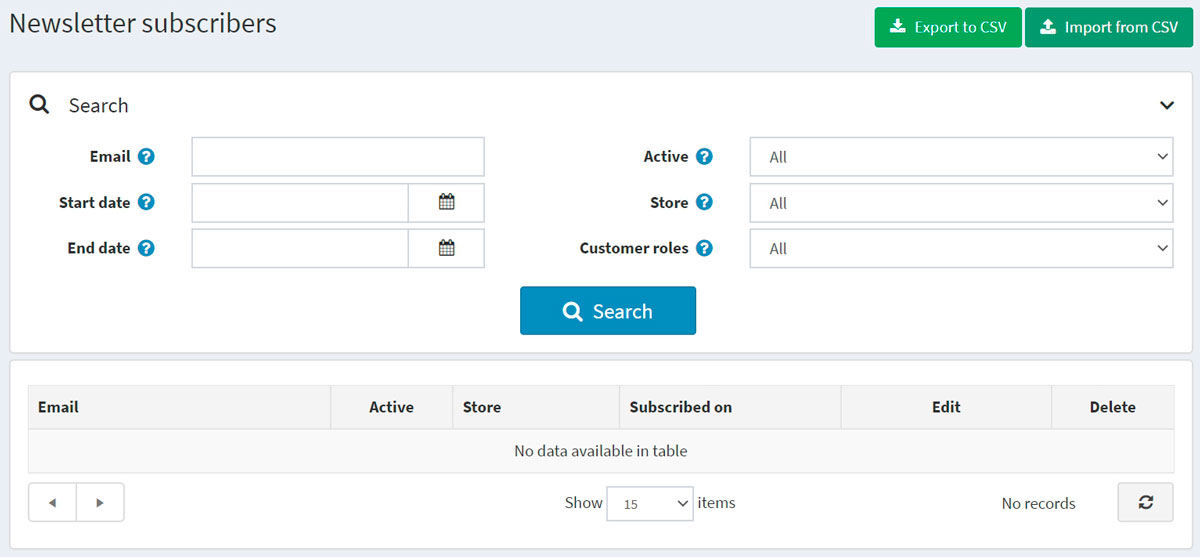 Newsletter subscribers
Export to CSV
Import from CSV
Search
Email ?
Active ?
All
Start date ?
Store ?
All
End date ?
Customer roles ?
All
Search
Email Active Store Subscribed on Edit Delete
No data available in table
Show 15 items
No records